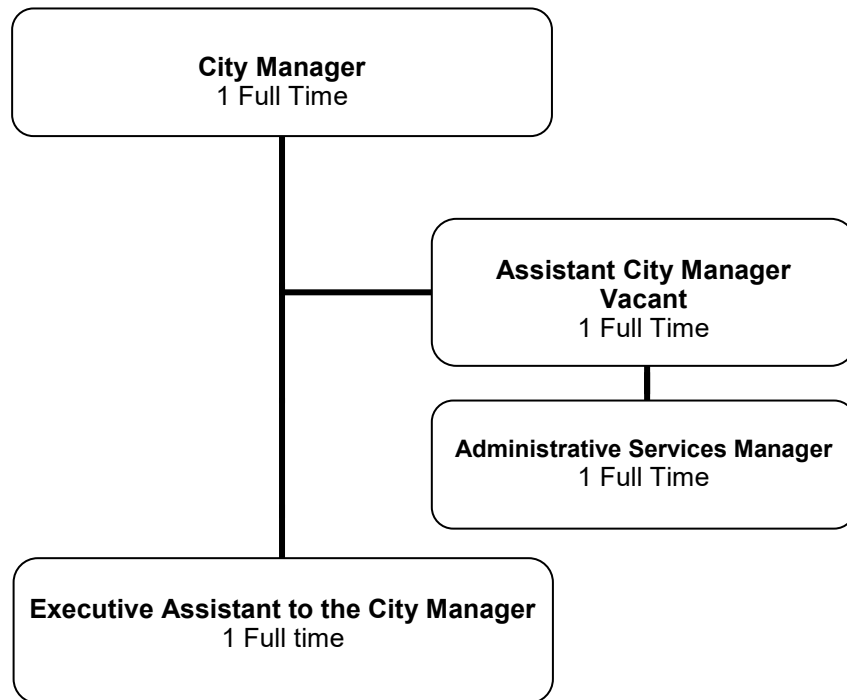 City Manager
1 Full Time
Assistant City Manager
Vacant
1 Full Time
Administrative Services Manager
1 Full Time
Executive Assistant to the City Manager
1 Full time